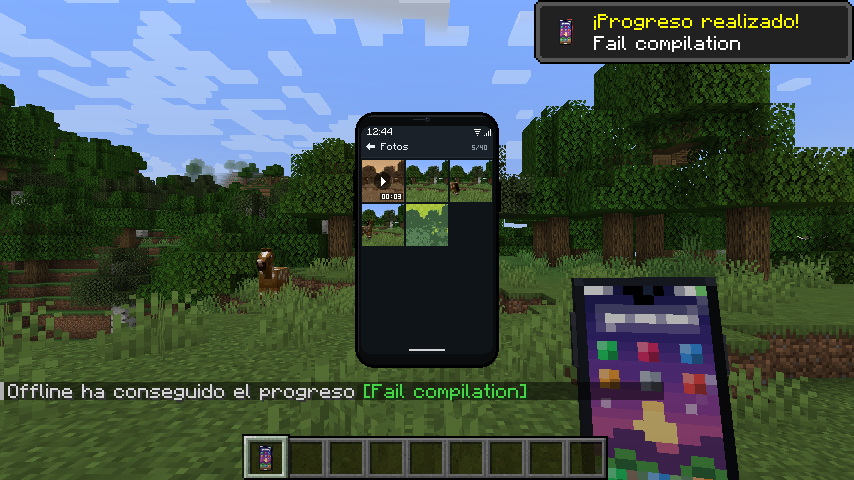 ¡Progreso realizado!
Fail compilation
12:44
Fotos
5/40
00:03
Offline ha conseguido el progreso [Fail compilation]